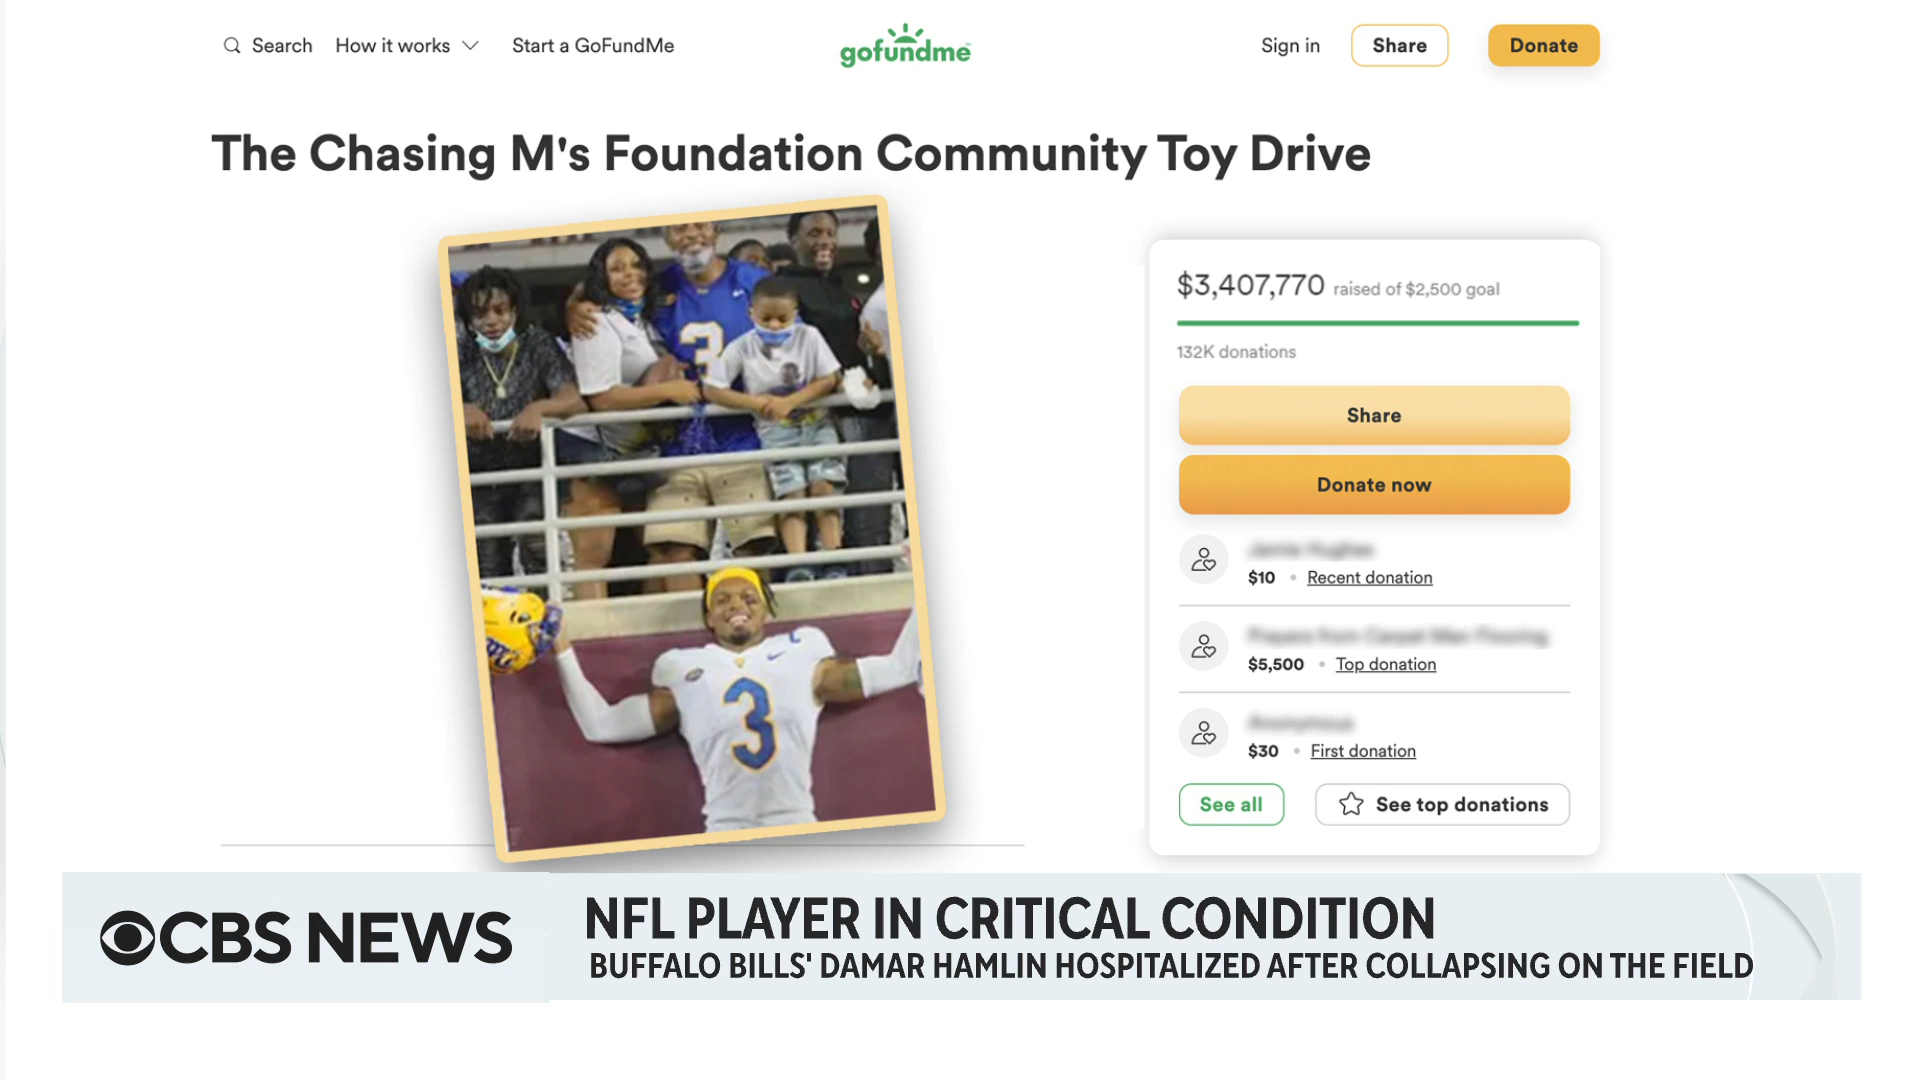 Search How it works Start a GoFundMe gofundme Sign in Share Donate
The Chasing M's Foundation Community Toy Drive
$3,407,770 raised of $2,500 goal
132K donations
Share
Donate now
$10 • Recent donation
$5,500 • Top donation
Anonymous
$30 • First donation
See all See top donations
3
3
CBS NEWS
NFL PLAYER IN CRITICAL CONDITION
BUFFALO BILLS' DAMAR HAMLIN HOSPITALIZED AFTER COLLAPSING ON THE FIELD